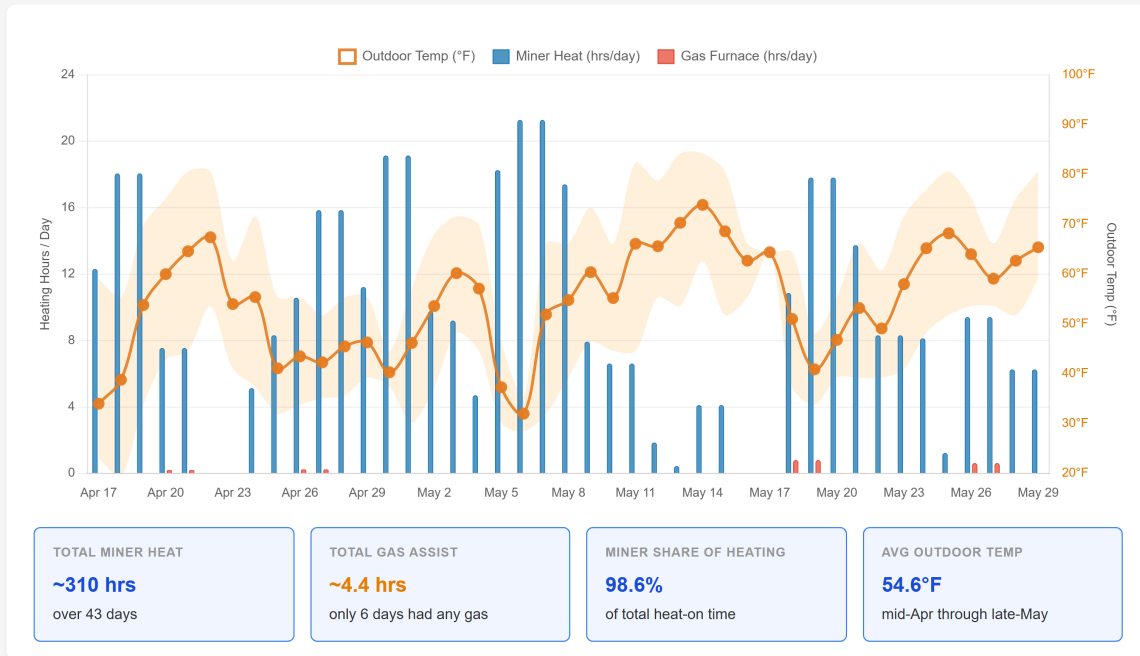 Outdoor Temp (°F) Miner Heat (hrs/day) Gas Furnace (hrs/day)
24
20
16
12
8
4
0
Heating Hours / Day
100°F
90°F
80°F
70°F
60°F
50°F
40°F
30°F
20°F
Outdoor Temp (°F)
Apr 17 Apr 20 Apr 23 Apr 26 Apr 29 May 2 May 5 May 8 May 11 May 14 May 17 May 20 May 23 May 26 May 29
TOTAL MINER HEAT
~310 hrs
over 43 days
TOTAL GAS ASSIST
~4.4 hrs
only 6 days had any gas
MINER SHARE OF HEATING
98.6%
of total heat-on time
AVG OUTDOOR TEMP
54.6°F
mid-Apr through late-May